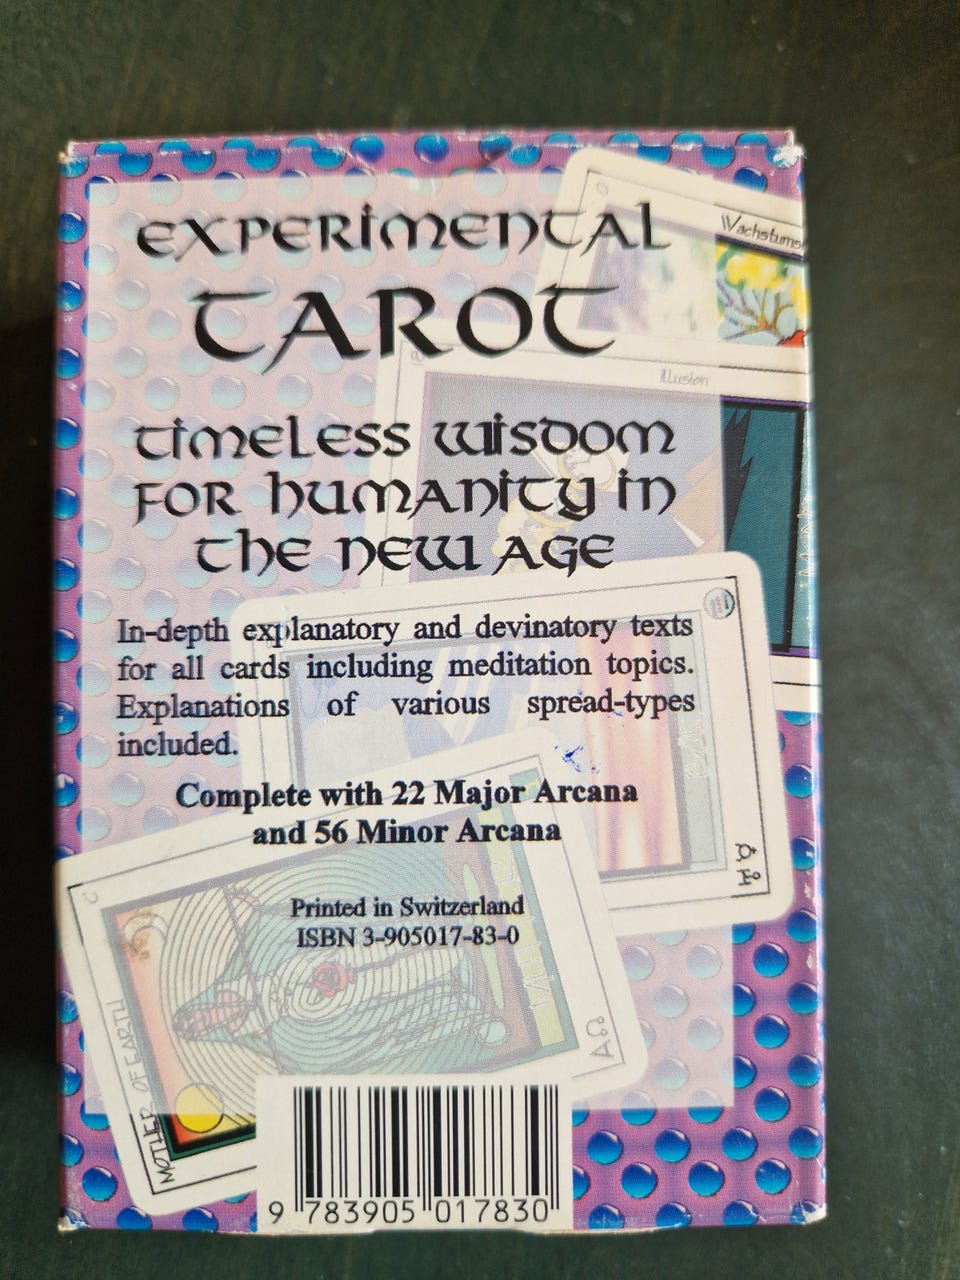 EXPERIMENTAL
TAROT
Wachstums
Illusion
TIMELESS WISDOM
FOR HUMANITY IN
THE NEW AGE
In-depth explanatory and devinatory texts
for all cards including meditation topics.
Explanations of various spread-types
included.
Complete with 22 Major Arcana
and 56 Minor Arcana
Printed in Switzerland
ISBN 3-905017-83-0
MOTHER OF EARTH
9 783905 017830